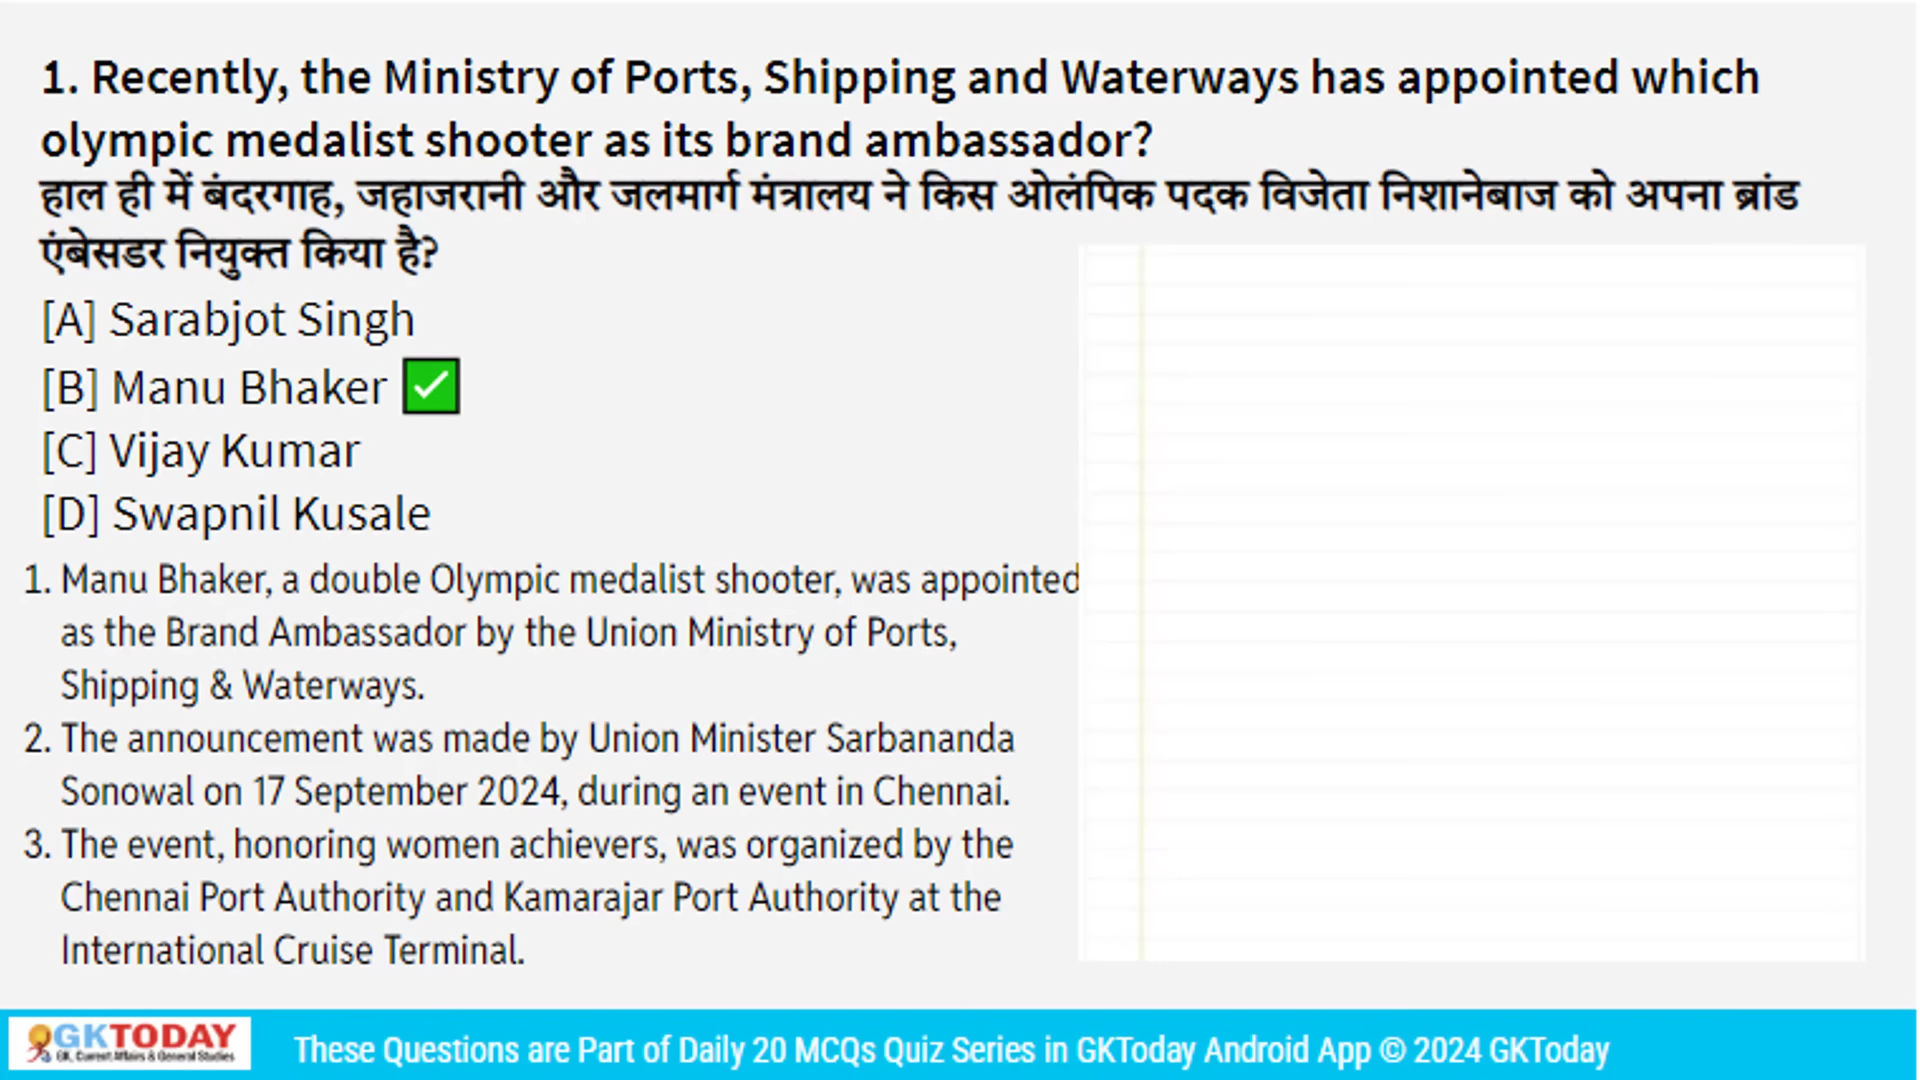 1. Recently, the Ministry of Ports, Shipping and Waterways has appointed which
olympic medalist shooter as its brand ambassador?
हाल ही में बंदरगाह, जहाजरानी और जलमार्ग मंत्रालय ने किस ओलंपिक पदक विजेता निशानेबाज को अपना ब्रांड
एंबेसडर नियुक्त किया है?
[A] Sarabjot Singh
[B] Manu Bhaker
[C] Vijay Kumar
[D] Swapnil Kusale
1. Manu Bhaker, a double Olympic medalist shooter, was appointed
as the Brand Ambassador by the Union Ministry of Ports,
Shipping & Waterways.
2. The announcement was made by Union Minister Sarbananda
Sonowal on 17 September 2024, during an event in Chennai.
3. The event, honoring women achievers, was organized by the
Chennai Port Authority and Kamarajar Port Authority at the
International Cruise Terminal.
GKTODAY
GK, Current Affairs & General Studies
These Questions are Part of Daily 20 MCQs Quiz Series in GKToday Android App © 2024 GKToday